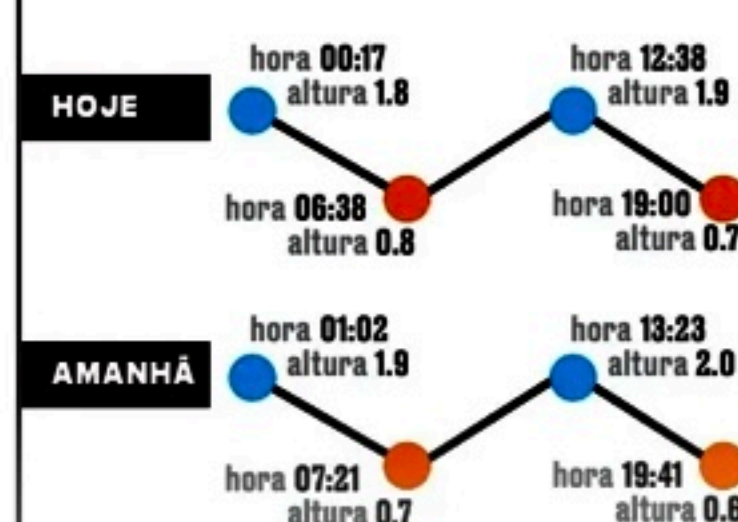 hora 00:17
altura 1.8
hora 12:38
altura 1.9
HOJE
hora 06:38
altura 0.8
hora 19:00
altura 0.7
hora 01:02
altura 1.9
hora 13:23
altura 2.0
AMANHÃ
hora 07:21
altura 0.7
hora 19:41
altura